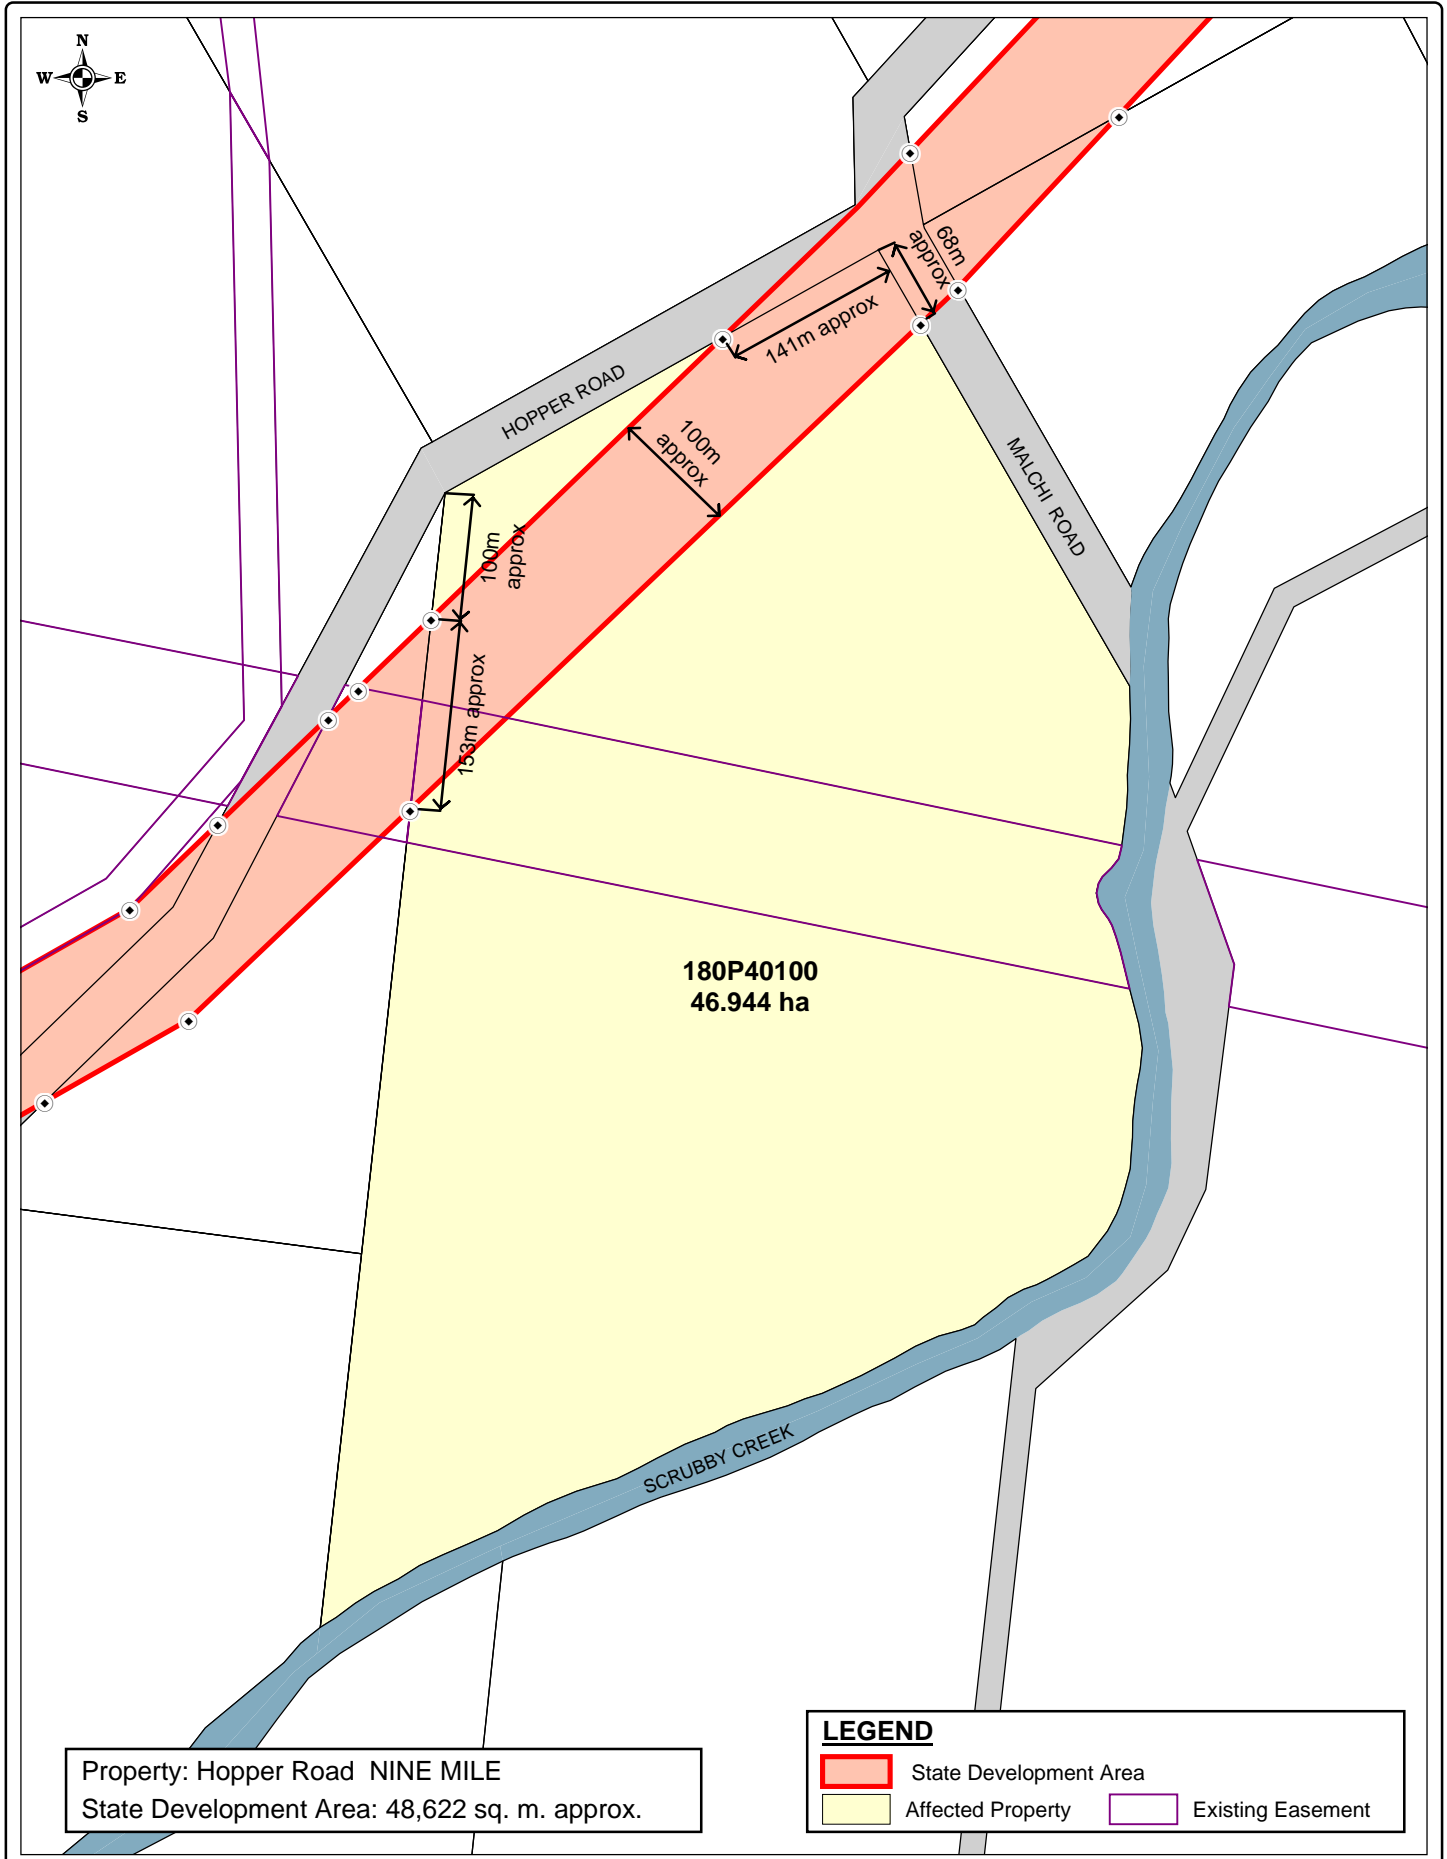 N
W E
S
68m
approx
141m approx
HOPPER ROAD
100m
approx
MALCHI ROAD
100m
approx
153m approx
180P40100
46.944 ha
SCRUBBY CREEK
LEGEND
State Development Area
Affected Property Existing Easement
Property: Hopper Road NINE MILE
State Development Area: 48,622 sq. m. approx.